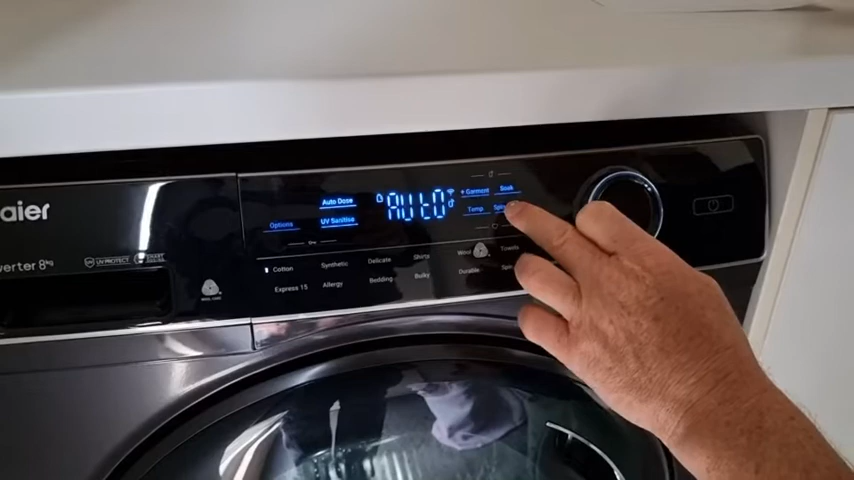 aier
Auto Dose
AUtO
+ Garment
Soak
Options
UV Sanitise
Temp.
verter 8kg
UV PROTECT
SMART
Cotton
Synthetic
Delicate
Shirts
Wool
Towels
Express 15'
Allergy
Bedding
Bulky
Duvet